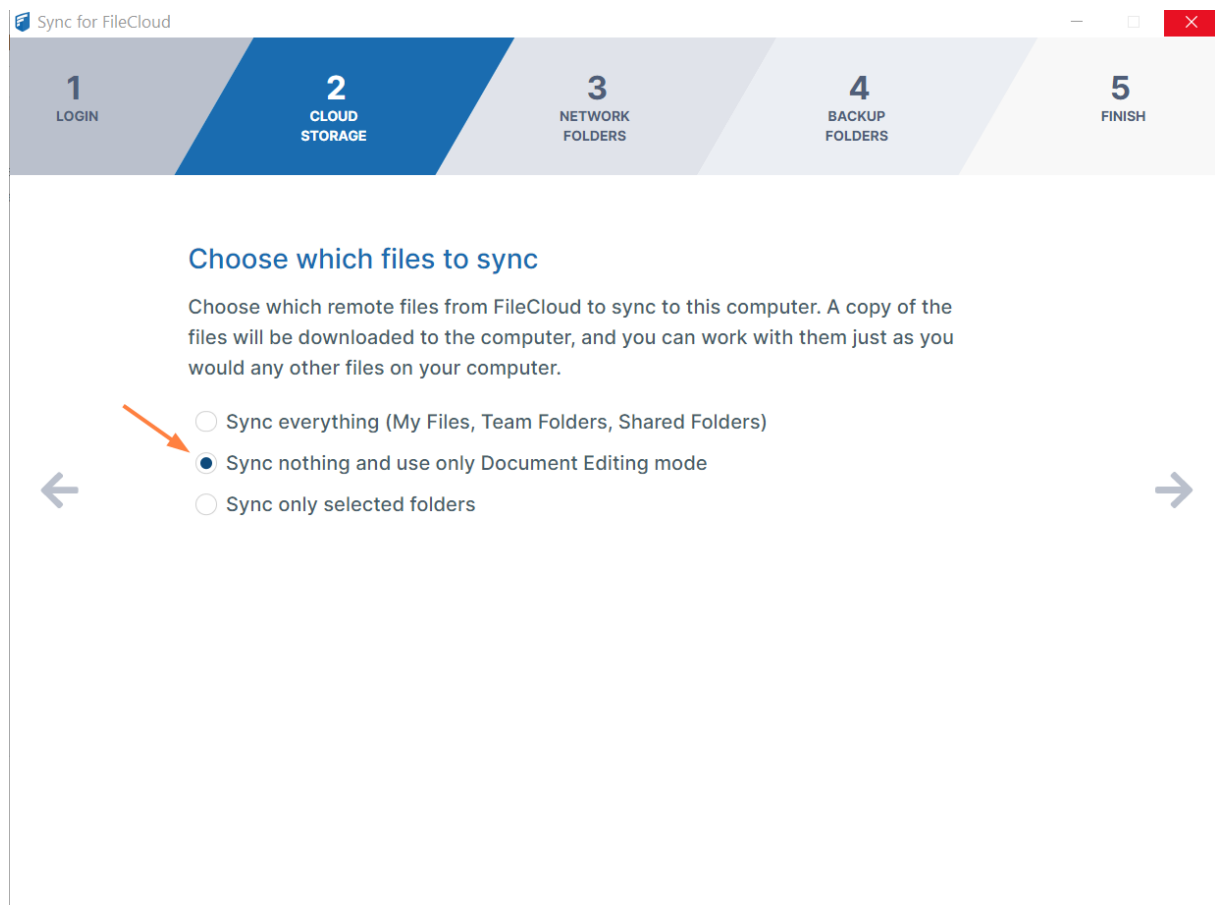 Sync for FileCloud
1
LOGIN
2
CLOUD
STORAGE
3
NETWORK
FOLDERS
4
BACKUP
FOLDERS
5
FINISH
Choose which files to sync
Choose which remote files from FileCloud to sync to this computer. A copy of the
files will be downloaded to the computer, and you can work with them just as you
would any other files on your computer.
Sync everything (My Files, Team Folders, Shared Folders)
Sync nothing and use only Document Editing mode
Sync only selected folders